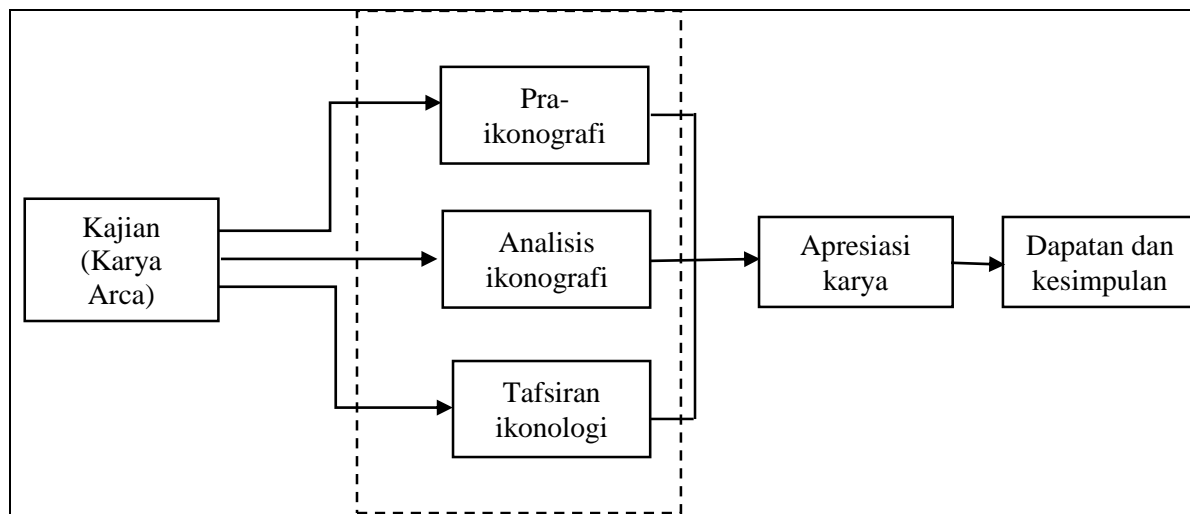 Kajian
(Karya
Arca)
Pra-
ikonografi
Analisis
ikonografi
Tafsiran
ikonologi
Apresiasi
karya
Dapatan dan
kesimpulan